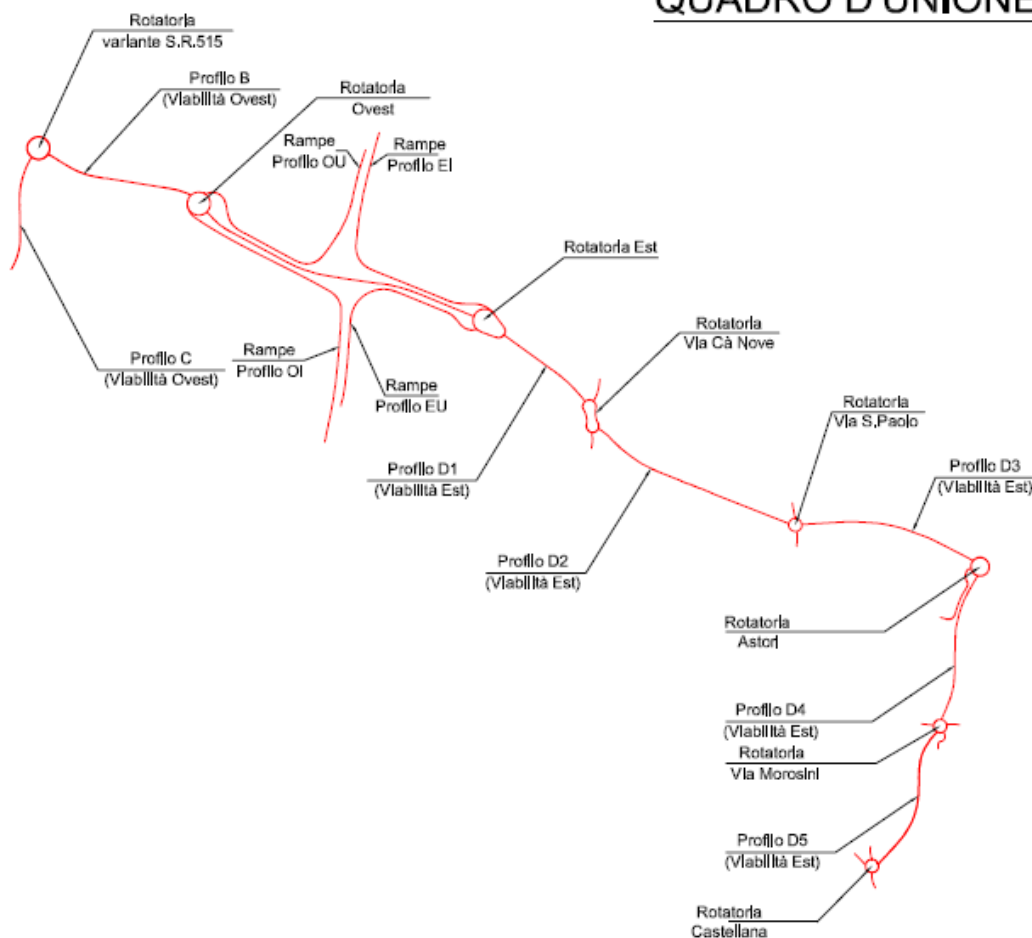 QUADRO D'UNIONE
Rotatoria
variante S.R.515
Profilo B
(Viabilità Ovest)
Rotatoria
Ovest
Rampe
Profilo OU
Rampe
Profilo EI
Rotatoria Est
Rotatoria
Via Cà Nove
Profilo C
(Viabilità Ovest)
Rampe
Profilo OI
Rampe
Profilo EU
Rotatoria
Via S.Paolo
Profilo D1
(Viabilità Est)
Profilo D3
(Viabilità Est)
Profilo D2
(Viabilità Est)
Rotatoria
Astori
Profilo D4
(Viabilità Est)
Rotatoria
Via Morosini
Profilo D5
(Viabilità Est)
Rotatoria
Castellana